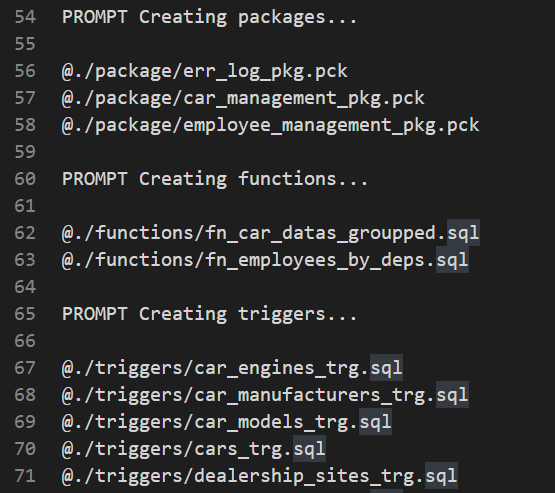 54 PROMPT Creating packages...
55
56 @./package/err_log_pkg.pck
57 @./package/car_management_pkg.pck
58 @./package/employee_management_pkg.pck
59
60 PROMPT Creating functions...
61
62 @./functions/fn_car_datas_groupped.sql
63 @./functions/fn_employees_by_deps.sql
64
65 PROMPT Creating triggers...
66
67 @./triggers/car_engines_trg.sql
68 @./triggers/car_manufacturers_trg.sql
69 @./triggers/car_models_trg.sql
70 @./triggers/cars_trg.sql
71 @./triggers/dealership_sites_trg.sql